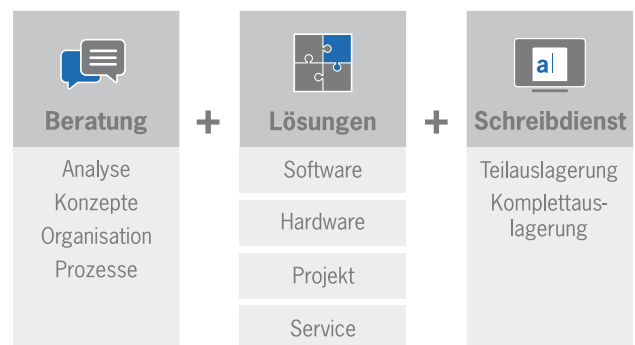 a
Beratung
+
Lösungen
+
Schreibdienst
Analyse
Konzepte
Organisation
Prozesse
Software
Hardware
Projekt
Service
Teilauslagerung
Komplettaus-
lagerung